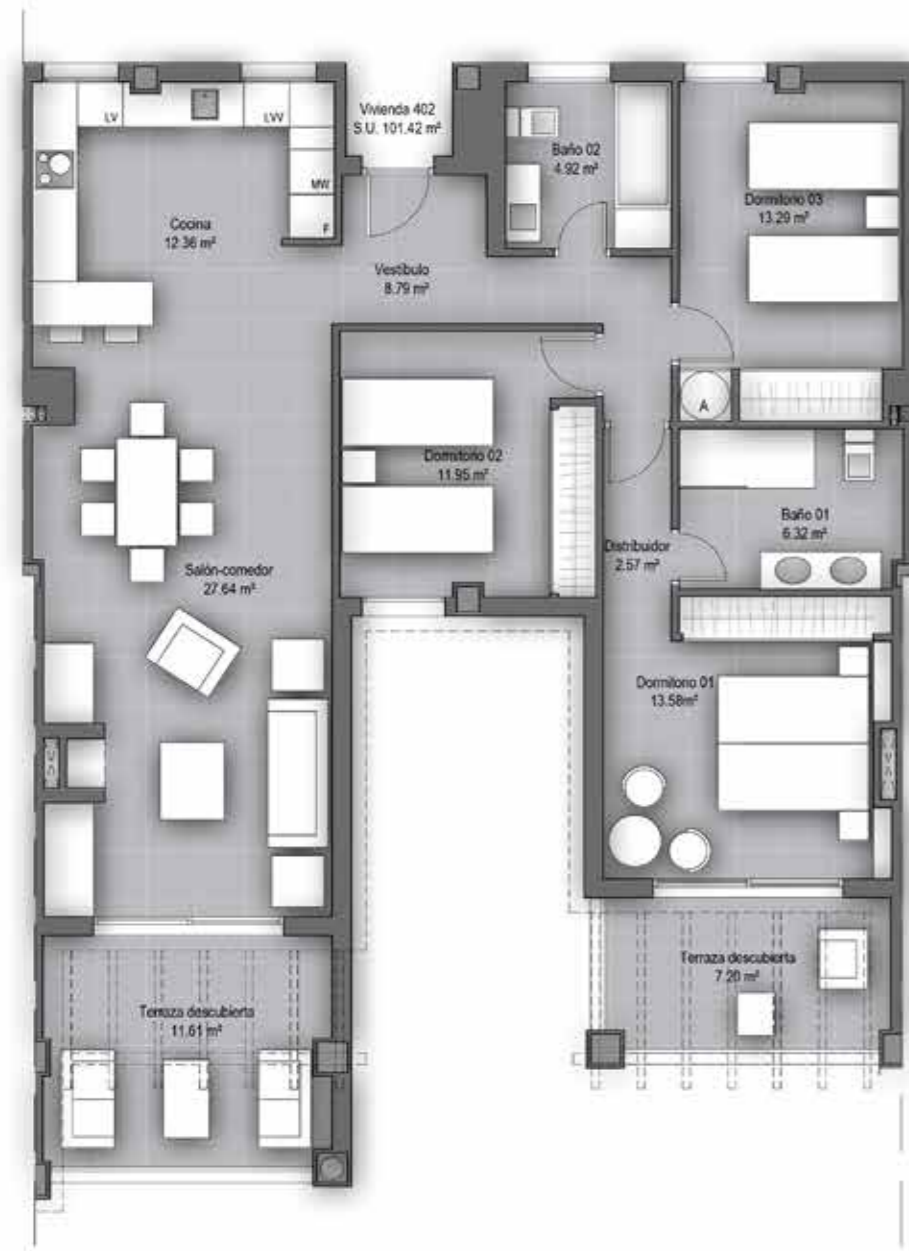 LV
LVV
Vivienda 402
S.U. 101.42 m²
MW
F
Baño 02
4.92 m²
Dormitorio 03
13.29 m²
Cocina
12.36 m²
Vestíbulo
8.79 m²
A
Dormitorio 02
11.95 m²
Baño 01
6.32 m²
Distribuidor
2.57 m²
Salón-comedor
27.64 m²
Dormitorio 01
13.58m²
Terraza descubierta
7.20 m²
Terraza descubierta
11.61 m²